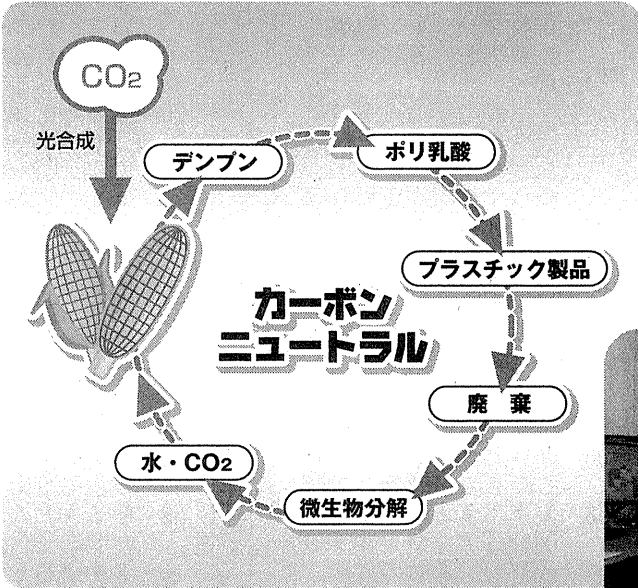 CO2
光合成
デンプン
ポリ乳酸
プラスチック製品
カーボン
ニュートラル
廃 棄
水・CO2
微生物分解